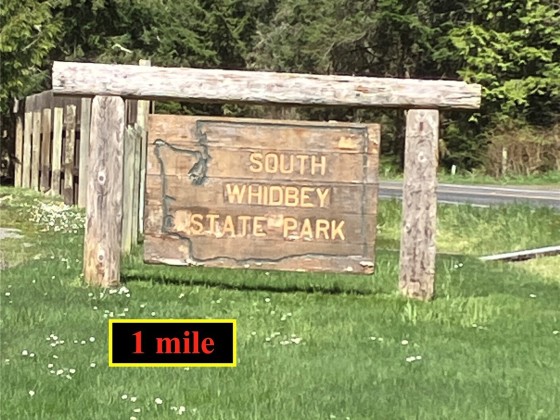 SOUTH
WHIDBEY
STATE PARK
1 mile